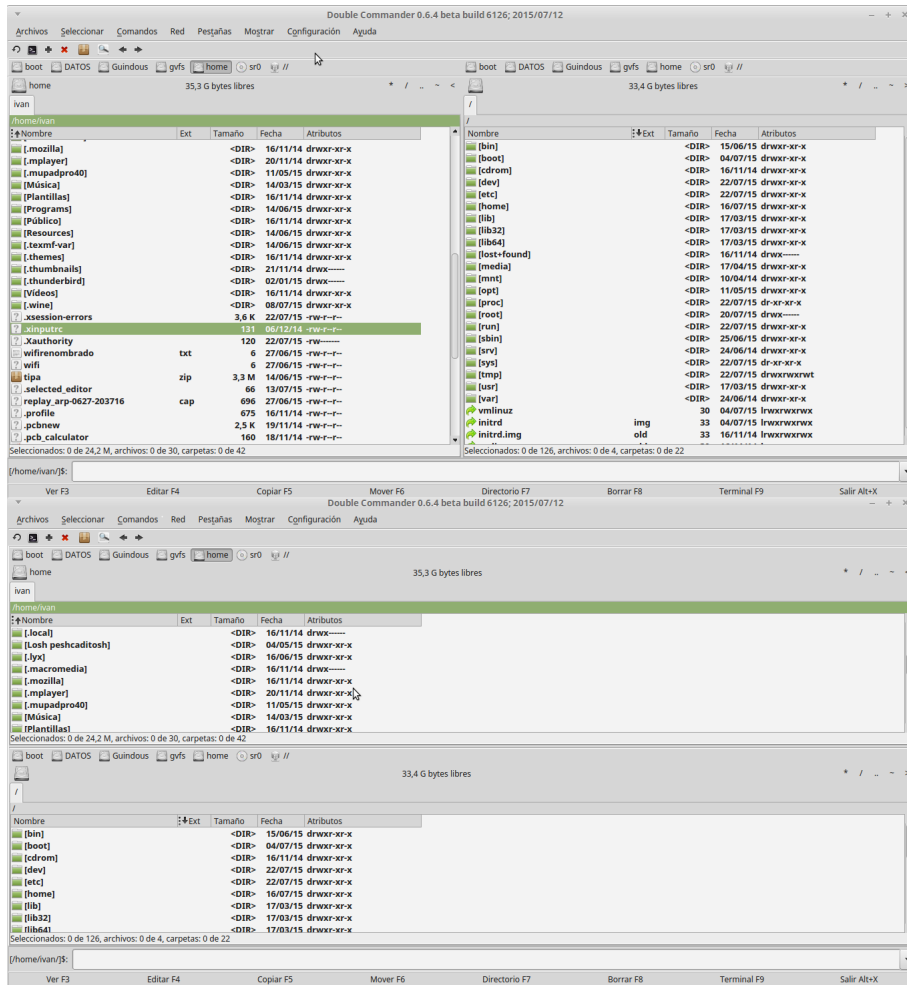 Double Commander 0.6.4 beta build 6126; 2015/07/12
Archivos Seleccionar Comandos Red Pestañas Mostrar Configuración Ayuda
boot DATOS Guindous gvfs home sr0 //
home 35,3 G bytes libres * / .. ~ <
ivan
/home/ivan
Nombre Ext Tamaño Fecha Atributos
[.mozilla] <DIR> 16/11/14 drwxr-xr-x
[.mplayer] <DIR> 20/11/14 drwxr-xr-x
[.mupadpro40] <DIR> 11/05/15 drwxr-xr-x
[Música] <DIR> 14/03/15 drwxr-xr-x
[Plantillas] <DIR> 16/11/14 drwxr-xr-x
[Programs] <DIR> 14/06/15 drwxr-xr-x
[Público] <DIR> 16/11/14 drwxr-xr-x
[Resources] <DIR> 14/06/15 drwxr-xr-x
[.texmf-var] <DIR> 14/06/15 drwxr-xr-x
[.themes] <DIR> 16/11/14 drwxr-xr-x
[.thumbnails] <DIR> 21/11/14 drwx------
[.thunderbird] <DIR> 02/01/15 drwx------
[Vídeos] <DIR> 16/11/14 drwxr-xr-x
[.wine] <DIR> 08/07/15 drwxr-xr-x
.xsession-errors 3,6 K 22/07/15 -rw-r--r--
.xinputrc 131 06/12/14 -rw-r--r--
.Xauthority 120 22/07/15 -rw-------
wifirenombrado txt 6 27/06/15 -rw-r--r--
wifi 6 27/06/15 -rw-r--r--
tipa zip 3,3 M 14/06/15 -rw-r--r--
.selected_editor 66 13/07/15 -rw-r--r--
replay_arp-0627-203716 cap 696 27/06/15 -rw-r--r--
.profile 675 16/11/14 -rw-r--r--
.pcbnew 2,5 K 19/11/14 -rw-r--r--
.pcb_calculator 160 18/11/14 -rw-r--r--
Seleccionados: 0 de 24,2 M, archivos: 0 de 30, carpetas: 0 de 42
boot DATOS Guindous gvfs home sr0 //
33,4 G bytes libres * / .. ~ >
/
/
Nombre Ext Tamaño Fecha Atributos
[bin] <DIR> 15/06/15 drwxr-xr-x
[boot] <DIR> 04/07/15 drwxr-xr-x
[cdrom] <DIR> 16/11/14 drwxr-xr-x
[dev] <DIR> 22/07/15 drwxr-xr-x
[etc] <DIR> 22/07/15 drwxr-xr-x
[home] <DIR> 16/07/15 drwxr-xr-x
[lib] <DIR> 17/03/15 drwxr-xr-x
[lib32] <DIR> 17/03/15 drwxr-xr-x
[lib64] <DIR> 17/03/15 drwxr-xr-x
[lost+found] <DIR> 16/11/14 drwx------
[media] <DIR> 17/04/15 drwxr-xr-x
[mnt] <DIR> 10/04/14 drwxr-xr-x
[opt] <DIR> 11/05/15 drwxr-xr-x
[proc] <DIR> 22/07/15 dr-xr-xr-x
[root] <DIR> 20/07/15 drwx------
[run] <DIR> 22/07/15 drwxr-xr-x
[sbin] <DIR> 25/06/15 drwxr-xr-x
[srv] <DIR> 24/06/14 drwxr-xr-x
[sys] <DIR> 22/07/15 dr-xr-xr-x
[tmp] <DIR> 22/07/15 drwxrwxrwt
[usr] <DIR> 17/03/15 drwxr-xr-x
[var] <DIR> 24/06/14 drwxr-xr-x
vmlinuz 30 04/07/15 lrwxrwxrwx
initrd img 33 04/07/15 lrwxrwxrwx
initrd.img old 33 16/11/14 lrwxrwxrwx
Seleccionados: 0 de 126, archivos: 0 de 4, carpetas: 0 de 22
[/home/ivan/]$:
Ver F3 Editar F4 Copiar F5 Mover F6 Directorio F7 Borrar F8 Terminal F9 Salir Alt+X
Double Commander 0.6.4 beta build 6126; 2015/07/12
Archivos Seleccionar Comandos Red Pestañas Mostrar Configuración Ayuda
boot DATOS Guindous gvfs home sr0 //
home 35,3 G bytes libres * / .. ~ <
ivan
/home/ivan
Nombre Ext Tamaño Fecha Atributos
[.local] <DIR> 16/11/14 drwx------
[Losh peshcaditosh] <DIR> 04/05/15 drwxr-xr-x
[.lyx] <DIR> 16/06/15 drwxr-xr-x
[.macromedia] <DIR> 16/11/14 drwx------
[.mozilla] <DIR> 16/11/14 drwxr-xr-x
[.mplayer] <DIR> 20/11/14 drwxr-xr-x
[.mupadpro40] <DIR> 11/05/15 drwxr-xr-x
[Música] <DIR> 14/03/15 drwxr-xr-x
[Plantillas] <DIR> 16/11/14 drwxr-xr-x
Seleccionados: 0 de 24,2 M, archivos: 0 de 30, carpetas: 0 de 42
boot DATOS Guindous gvfs home sr0 //
33,4 G bytes libres * / .. ~ >
/
/
Nombre Ext Tamaño Fecha Atributos
[bin] <DIR> 15/06/15 drwxr-xr-x
[boot] <DIR> 04/07/15 drwxr-xr-x
[cdrom] <DIR> 16/11/14 drwxr-xr-x
[dev] <DIR> 22/07/15 drwxr-xr-x
[etc] <DIR> 22/07/15 drwxr-xr-x
[home] <DIR> 16/07/15 drwxr-xr-x
[lib] <DIR> 17/03/15 drwxr-xr-x
[lib32] <DIR> 17/03/15 drwxr-xr-x
[lib64] <DIR> 17/03/15 drwxr-xr-x
Seleccionados: 0 de 126, archivos: 0 de 4, carpetas: 0 de 22
[/home/ivan/]$:
Ver F3 Editar F4 Copiar F5 Mover F6 Directorio F7 Borrar F8 Terminal F9 Salir Alt+X